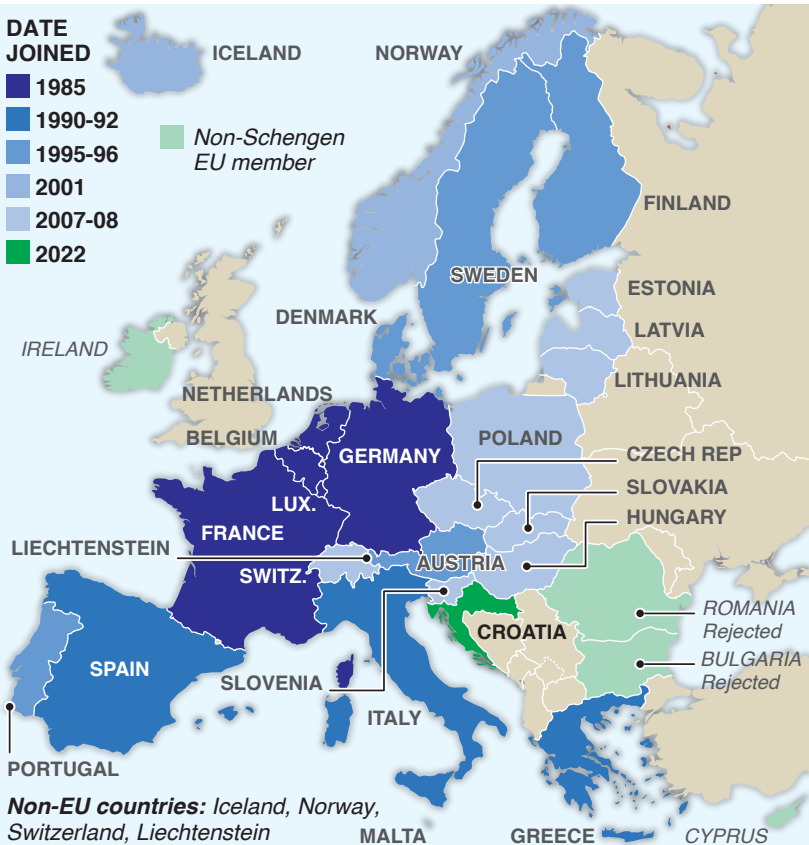 DATE
JOINED
1985
1990-92
1995-96
2001
2007-08
2022
Non-Schengen
EU member
ICELAND
NORWAY
FINLAND
SWEDEN
ESTONIA
DENMARK
LATVIA
IRELAND
LITHUANIA
NETHERLANDS
BELGIUM
POLAND
GERMANY
CZECH REP
SLOVAKIA
LUX.
HUNGARY
FRANCE
LIECHTENSTEIN
AUSTRIA
SWITZ.
ROMANIA
Rejected
CROATIA
BULGARIA
Rejected
SPAIN
SLOVENIA
ITALY
PORTUGAL
Non-EU countries: Iceland, Norway,
Switzerland, Liechtenstein
MALTA
GREECE
CYPRUS